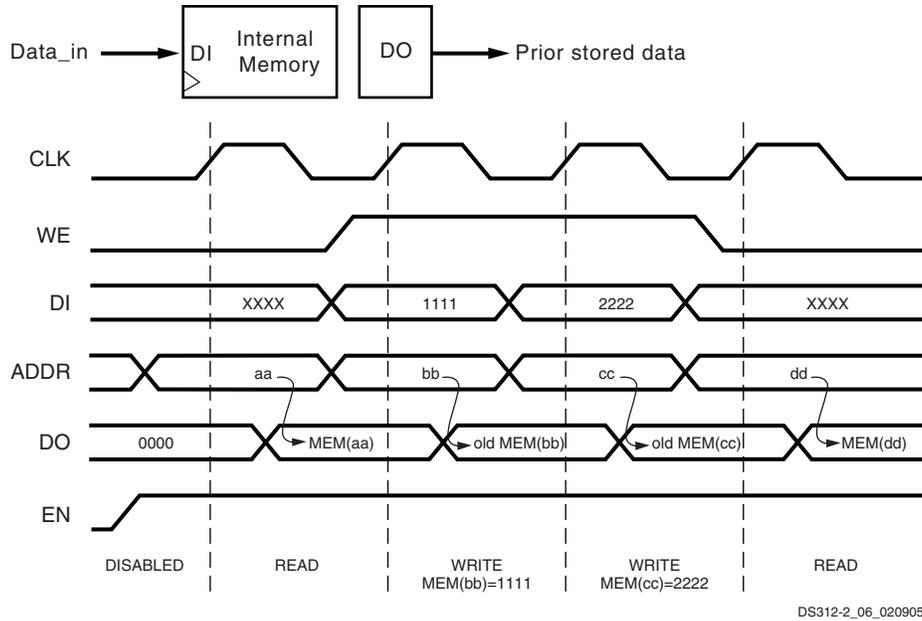 Data_in
DI
Internal
Memory
DO
Prior stored data
CLK
WE
DI
XXXX
1111
2222
XXXX
ADDR
aa
bb
cc
dd
DO
0000
MEM(aa)
old MEM(bb)
old MEM(cc)
MEM(dd)
EN
DISABLED
READ
WRITE
MEM(bb)=1111
WRITE
MEM(cc)=2222
READ
DS312-2_06_020905